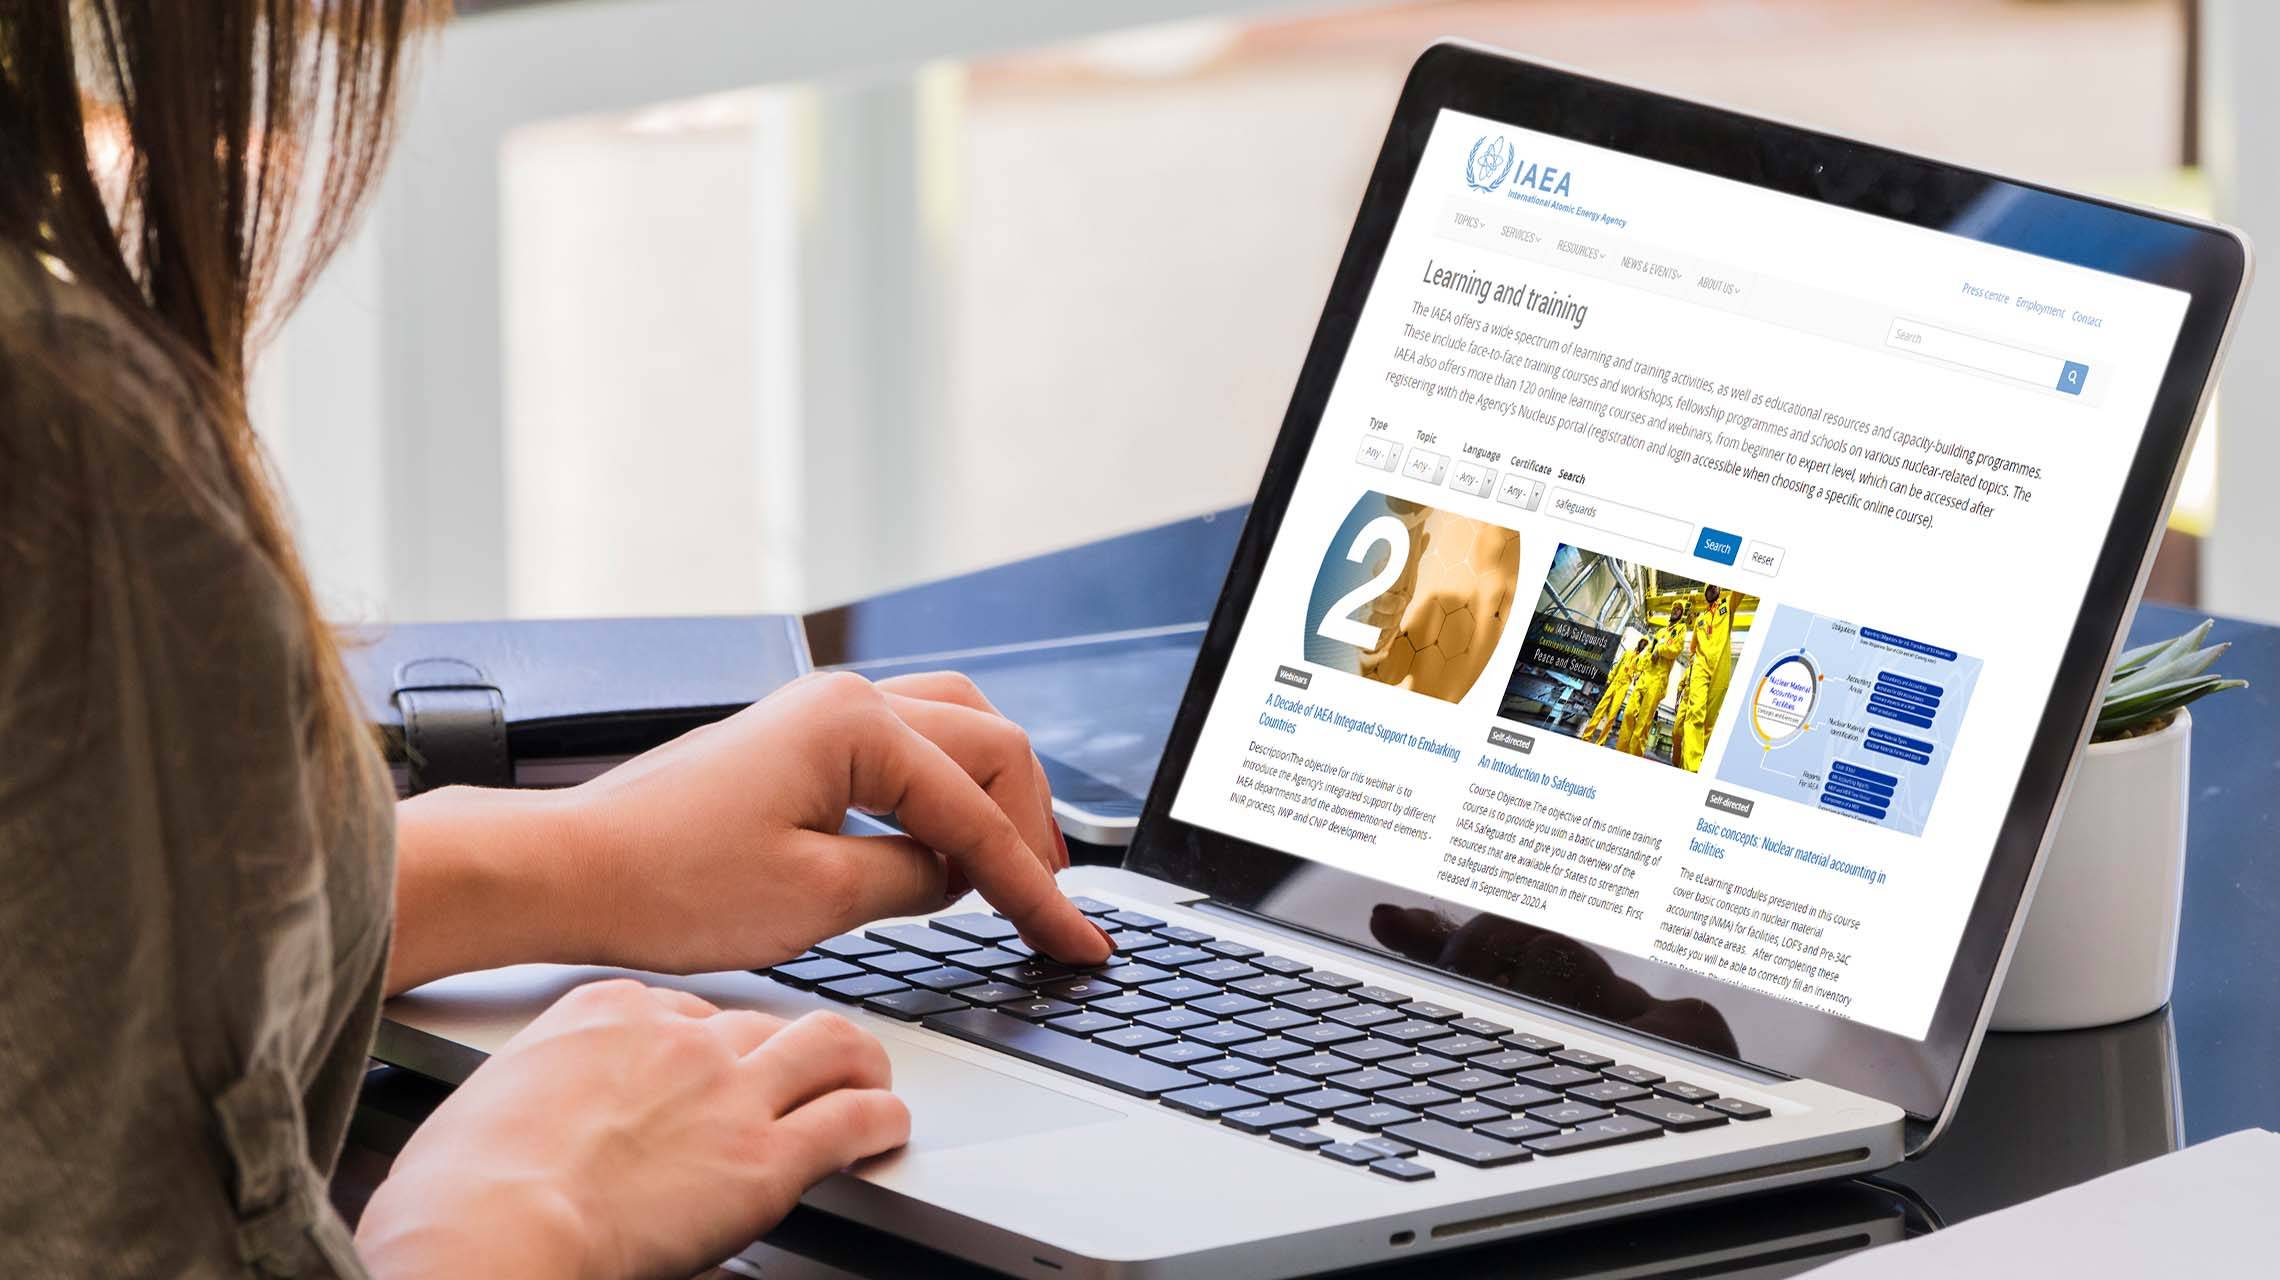 IAEA
International Atomic Energy Agency
Press centre Employment Contact
TOPICS SERVICES RESOURCES NEWS & EVENTS ABOUT US
Search
Learning and training
The IAEA offers a wide spectrum of learning and training activities, as well as educational resources and capacity-building programmes.
These include face-to-face training courses and workshops, fellowship programmes and schools on various nuclear-related topics. The
IAEA also offers more than 120 online learning courses and webinars, from beginner to expert level, which can be accessed after
registering with the Agency's Nucleus portal (registration and login accessible when choosing a specific online course).
Type Topic Language Certificate Search
- Any - - Any - - Any - - Any - safeguards Search Reset
2
Webinars
A Decade of IAEA Integrated Support to Embarking
Countries
DescriptionThe objective for this webinar is to
introduce the Agency's integrated support by different
IAEA departments and the abovementioned elements -
INIR process, IWP and CNIP development.
How IAEA Safeguards
Contribute to International
Peace and Security
Self-directed
An Introduction to Safeguards
Course Objective The objective of this online training
course is to provide you with a basic understanding of
IAEA Safeguards and give you an overview of the
resources that are available for States to strengthen
the safeguards implementation in their countries. First
released in September 2020.A
Obligations
Nuclear Material
Accounting in
Facilities
Concepts and Exercises
Accounting
Areas
Nuclear Material
Identification
Nuclear Material Types
Reports
For IAEA
Self-directed
Basic concepts: Nuclear material accounting in
facilities
The eLearning modules presented in this course
cover basic concepts in nuclear material
accounting (NMA) for facilities, LOFs and Pre-34C
material balance areas. After completing these
modules you will be able to correctly fill an inventory